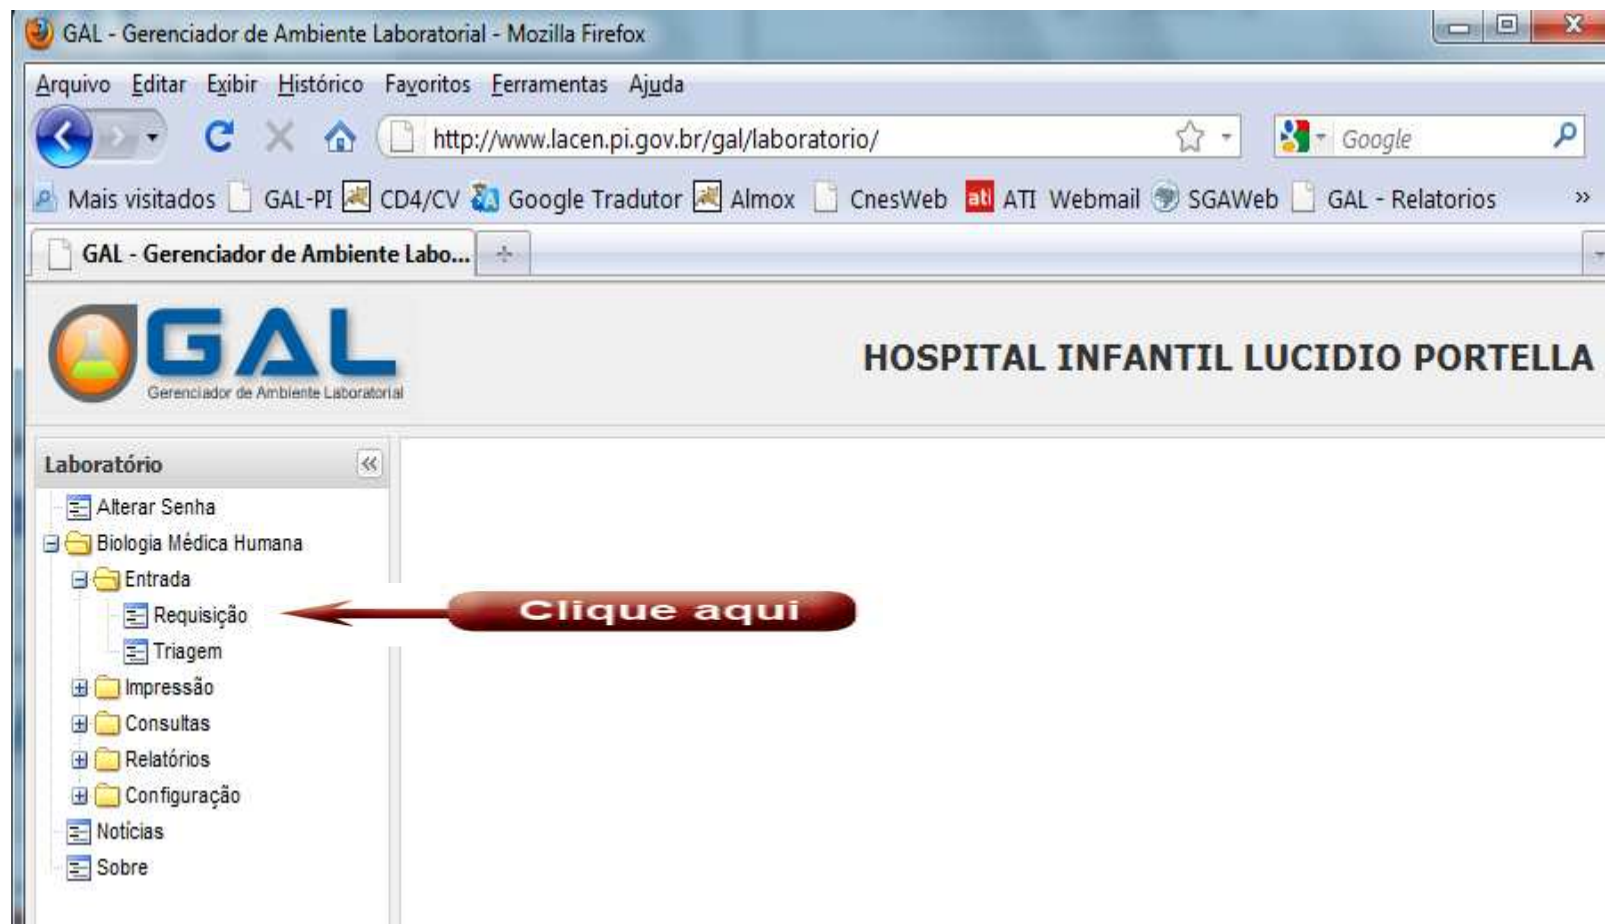 GAL - Gerenciador de Ambiente Laboratorial - Mozilla Firefox
Arquivo Editar Exibir Histórico Favoritos Ferramentas Ajuda
http://www.lacen.pi.gov.br/gal/laboratorio/ Google
Mais visitados GAL-PI CD4/CV Google Tradutor Almox CnesWeb ati ATI Webmail SGAWeb GAL - Relatorios »
GAL - Gerenciador de Ambiente Labo...
GAL
Gerenciador de Ambiente Laboratorial
HOSPITAL INFANTIL LUCIDIO PORTELLA
Laboratório
Alterar Senha
Biologia Médica Humana
Entrada
Requisição Clique aqui
Triagem
Impressão
Consultas
Relatórios
Configuração
Notícias
Sobre